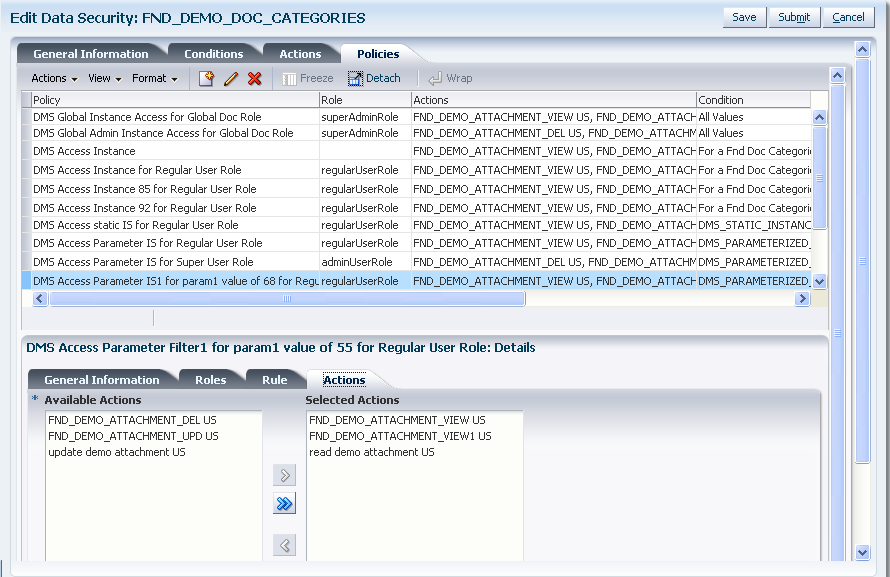 Edit Data Security: FND_DEMO_DOC_CATEGORIES Save Submit Cancel
General Information Conditions Actions Policies
Actions View Format Freeze Detach Wrap
Policy Role Actions Condition
DMS Global Instance Access for Global Doc Role superAdminRole FND_DEMO_ATTACHMENT_VIEW US, FND_DEMO_ATTACH All Values
DMS Global Admin Instance Access for Global Doc Role superAdminRole FND_DEMO_ATTACHMENT_DEL US, FND_DEMO_ATTACHM All Values
DMS Access Instance FND_DEMO_ATTACHMENT_VIEW US, FND_DEMO_ATTACH For a Fnd Doc Categorie
DMS Access Instance for Regular User Role regularUserRole FND_DEMO_ATTACHMENT_VIEW US, FND_DEMO_ATTACH For a Fnd Doc Categorie
DMS Access Instance 85 for Regular User Role regularUserRole FND_DEMO_ATTACHMENT_VIEW US, FND_DEMO_ATTACH For a Fnd Doc Categorie
DMS Access Instance 92 for Regular User Role regularUserRole FND_DEMO_ATTACHMENT_VIEW US, FND_DEMO_ATTACH For a Fnd Doc Categorie
DMS Access static IS for Regular User Role regularUserRole FND_DEMO_ATTACHMENT_VIEW US, FND_DEMO_ATTACH DMS_STATIC_INSTANC
DMS Access Parameter IS for Regular User Role regularUserRole FND_DEMO_ATTACHMENT_VIEW US, FND_DEMO_ATTACH DMS_PARAMETERIZED_
DMS Access Parameter IS for Super User Role adminUserRole FND_DEMO_ATTACHMENT_DEL US, FND_DEMO_ATTACHM DMS_PARAMETERIZED_
DMS Access Parameter IS1 for param1 value of 68 for Regu regularUserRole FND_DEMO_ATTACHMENT_VIEW US, FND_DEMO_ATTACH DMS_PARAMETERIZED_
DMS Access Parameter Filter1 for param1 value of 55 for Regular User Role: Details
General Information Roles Rule Actions
* Available Actions Selected Actions
FND_DEMO_ATTACHMENT_DEL US FND_DEMO_ATTACHMENT_VIEW US
FND_DEMO_ATTACHMENT_UPD US FND_DEMO_ATTACHMENT_VIEW1 US
update demo attachment US read demo attachment US